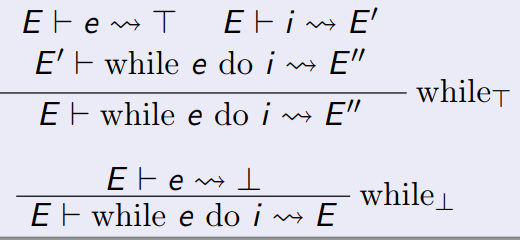 E ⊢ e ⇝ ⊤ E ⊢ i ⇝ E′
E′ ⊢ while e do i ⇝ E″
while⊤
E ⊢ while e do i ⇝ E″
E ⊢ e ⇝ ⊥
while⊥
E ⊢ while e do i ⇝ E